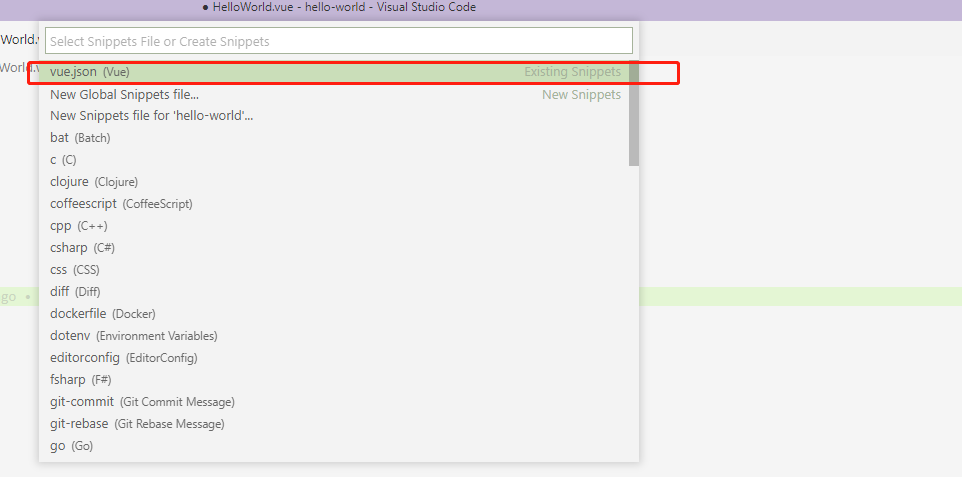 ● HelloWorld.vue - hello-world - Visual Studio Code
World.v
Select Snippets File or Create Snippets
World.v
vue.json (Vue) Existing Snippets
New Global Snippets file... New Snippets
New Snippets file for 'hello-world'...
bat (Batch)
c (C)
clojure (Clojure)
coffeescript (CoffeeScript)
cpp (C++)
csharp (C#)
css (CSS)
diff (Diff)
go •
dockerfile (Docker)
dotenv (Environment Variables)
editorconfig (EditorConfig)
fsharp (F#)
git-commit (Git Commit Message)
git-rebase (Git Rebase Message)
go (Go)